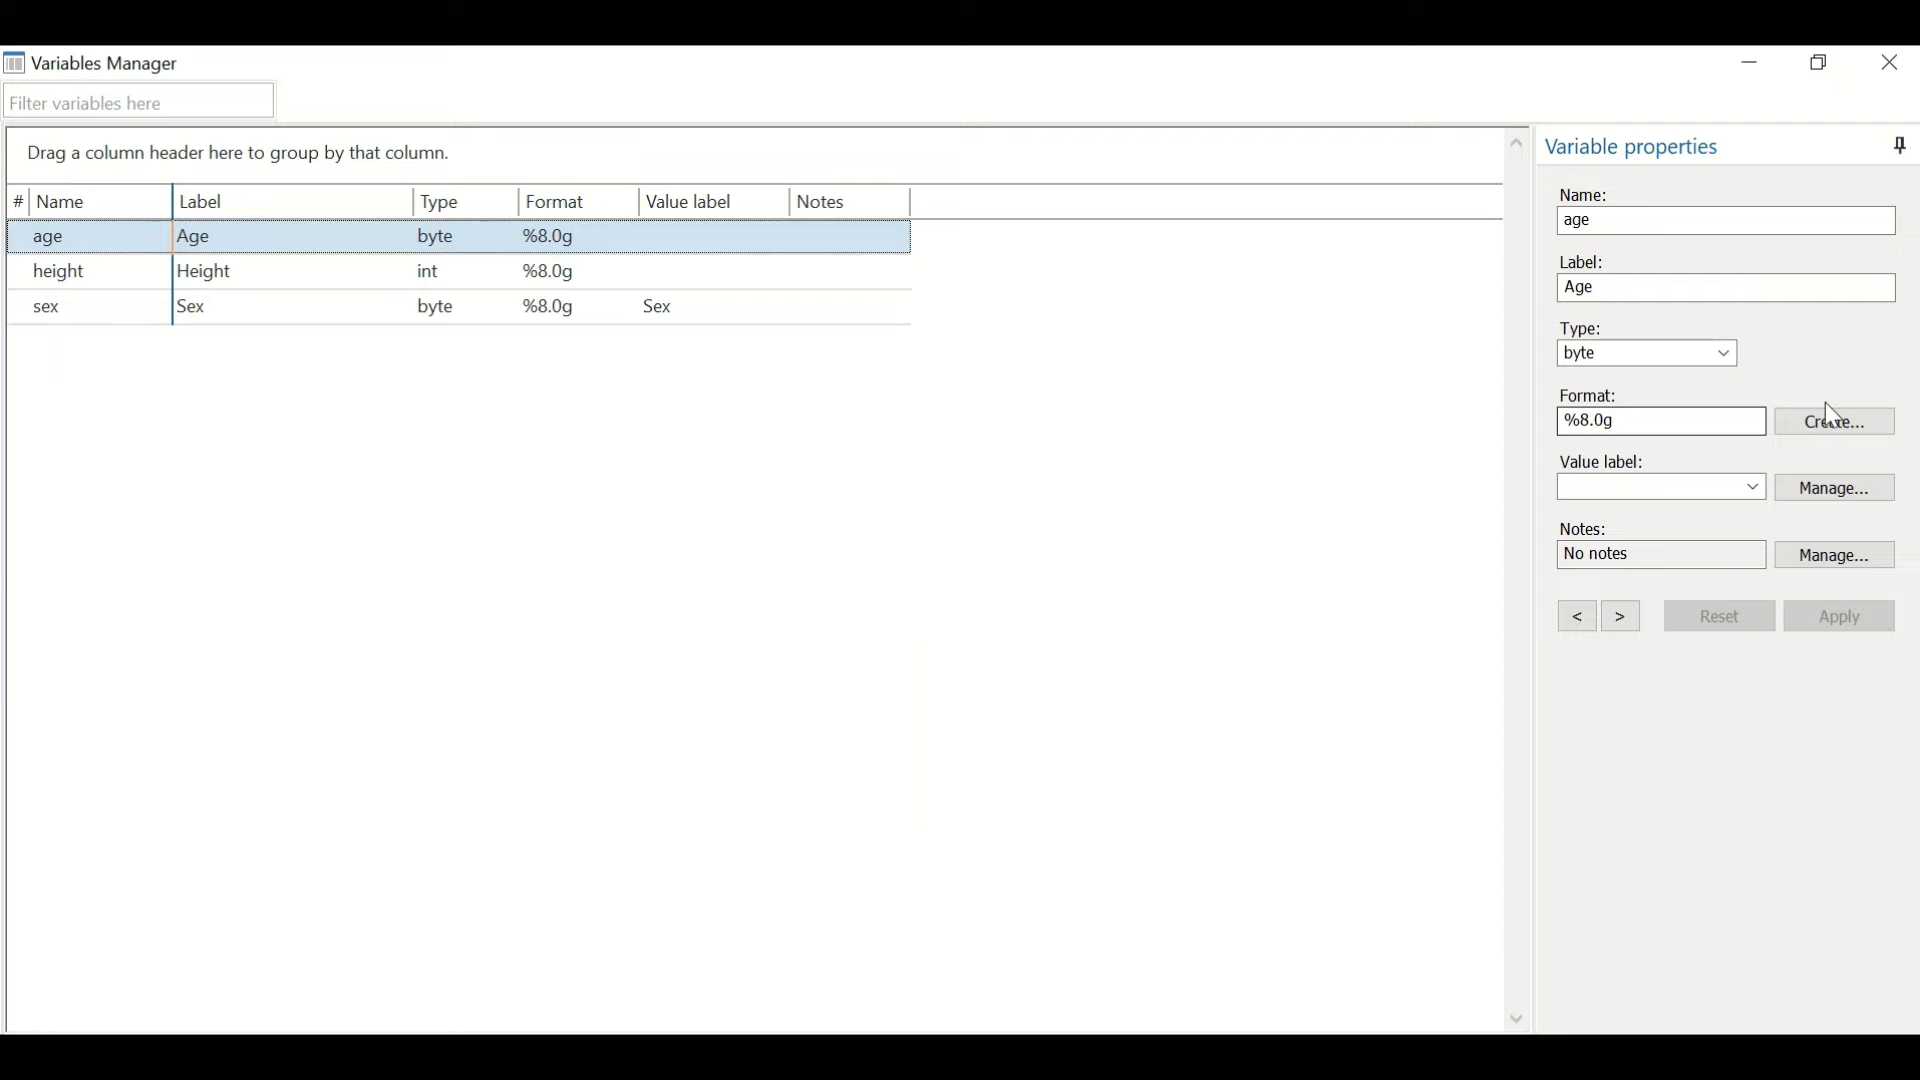 Variables Manager
Filter variables here
Drag a column header here to group by that column.
# Name Label Type Format Value label Notes
age Age byte %8.0g
height Height int %8.0g
sex Sex byte %8.0g Sex
Variable properties
Name:
age
Label:
Age
Type:
byte
Format:
%8.0g Create...
Value label:
Manage...
Notes:
No notes Manage...
< > Reset Apply